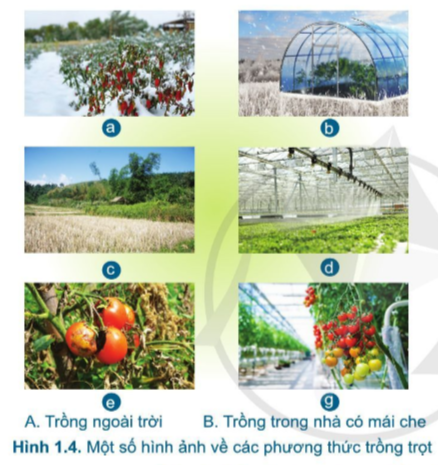 a
b
c
d
e
g
A. Trồng ngoài trời
B. Trồng trong nhà có mái che
Hình 1.4. Một số hình ảnh về các phương thức trồng trọt